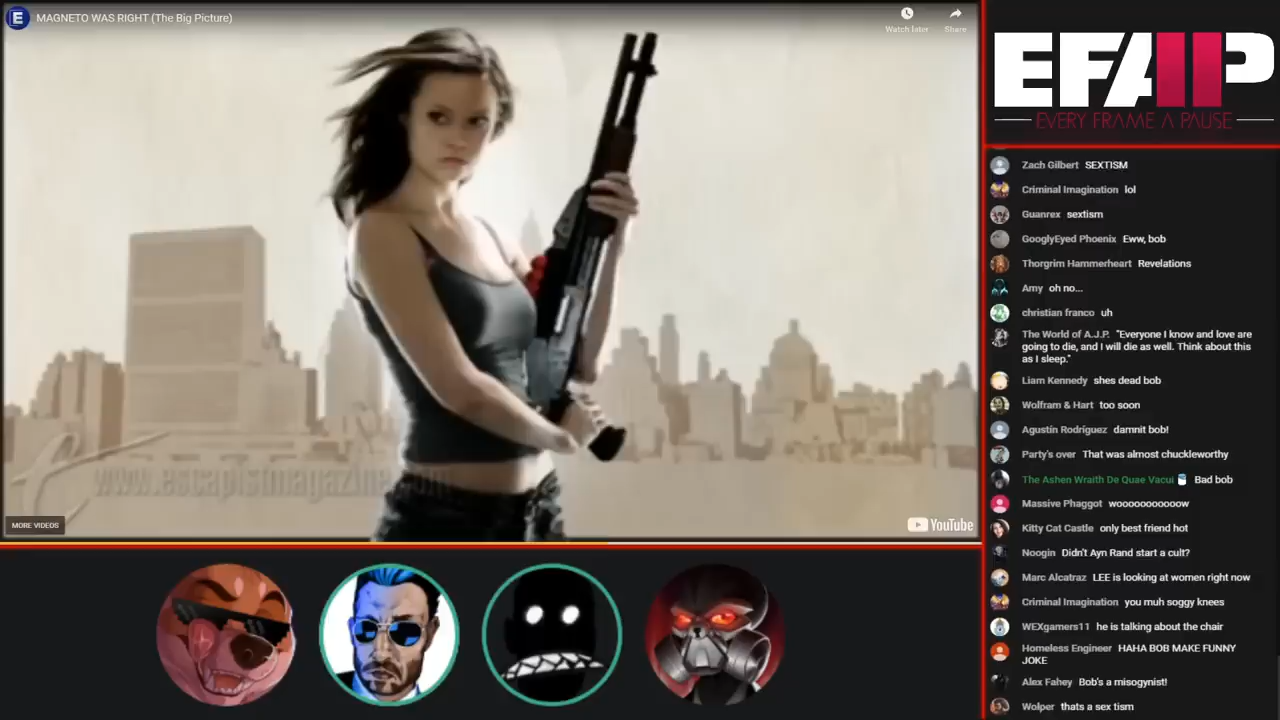 E MAGNETO WAS RIGHT (The Big Picture)
Watch later
Share
www.escapistmagazine.com
MORE VIDEOS
YouTube
EFAP
EVERY FRAME A PAUSE
Zach Gilbert SEXTISM
Criminal Imagination lol
Guanrex sextism
GooglyEyed Phoenix Eww, bob
Thorgrim Hammerheart Revelations
Amy oh no...
christian franco uh
The World of A.J.P. "Everyone I know and love are
going to die, and I will die as well. Think about this
as I sleep."
Liam Kennedy shes dead bob
Wolfram & Hart too soon
Agustín Rodríguez damnit bob!
Party's over That was almost chuckleworthy
The Ashen Wraith De Quae Vacui Bad bob
Massive Phaggot woooooooooow
Kitty Cat Castle only best friend hot
Noogin Didn't Ayn Rand start a cult?
Marc Alcatraz LEE is looking at women right now
Criminal Imagination you muh soggy knees
WEXgamers11 he is talking about the chair
Homeless Engineer HAHA BOB MAKE FUNNY
JOKE
Alex Fahey Bob's a misogynist!
Wolper thats a sex tism